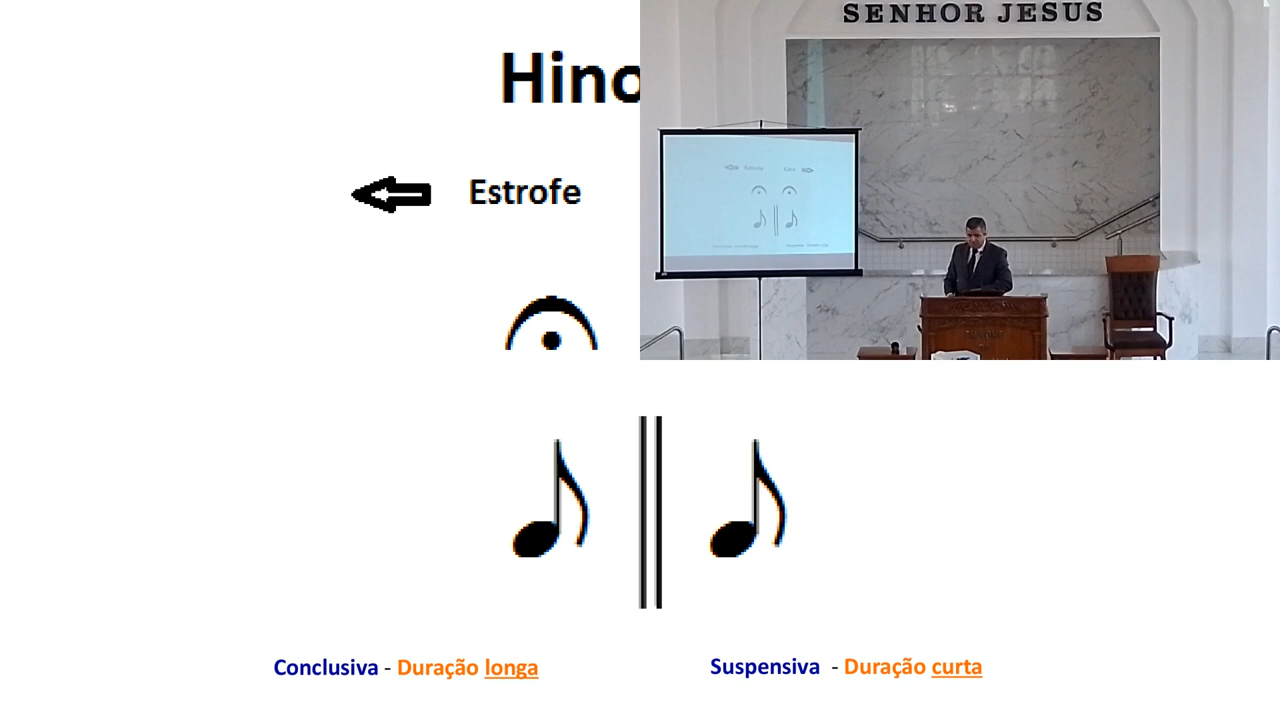 SENHOR JESUS
Hino
Estrofe
Conclusiva - Duração longa
Suspensiva - Duração curta